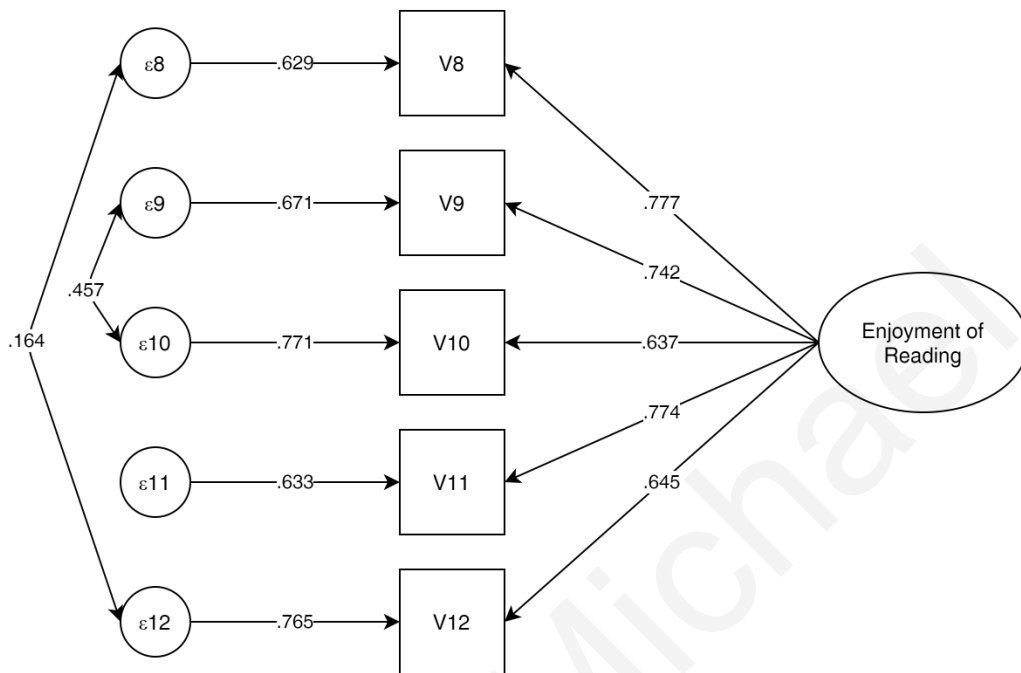 ε8 .629 V8
.777
ε9 .671 V9
.742
.457
.164 ε10 .771 V10 .637 Enjoyment of
Reading
.774
ε11 .633 V11 .645
ε12 .765 V12
Michael